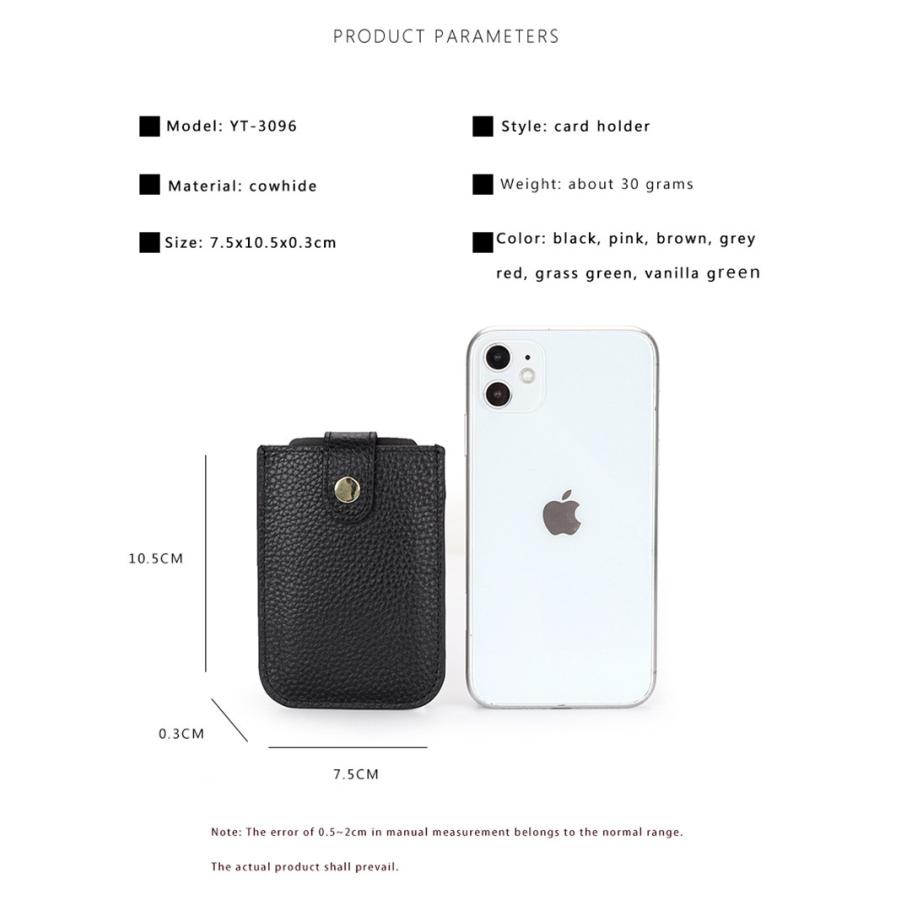 PRODUCT PARAMETERS
Model: YT-3096
Style: card holder
Material: cowhide
Weight: about 30 grams
Size: 7.5x10.5x0.3cm
Color: black, pink, brown, grey
red, grass green, vanilla green
10.5CM
0.3CM
7.5CM
Note: The error of 0.5~2cm in manual measurement belongs to the normal range.
The actual product shall prevail.